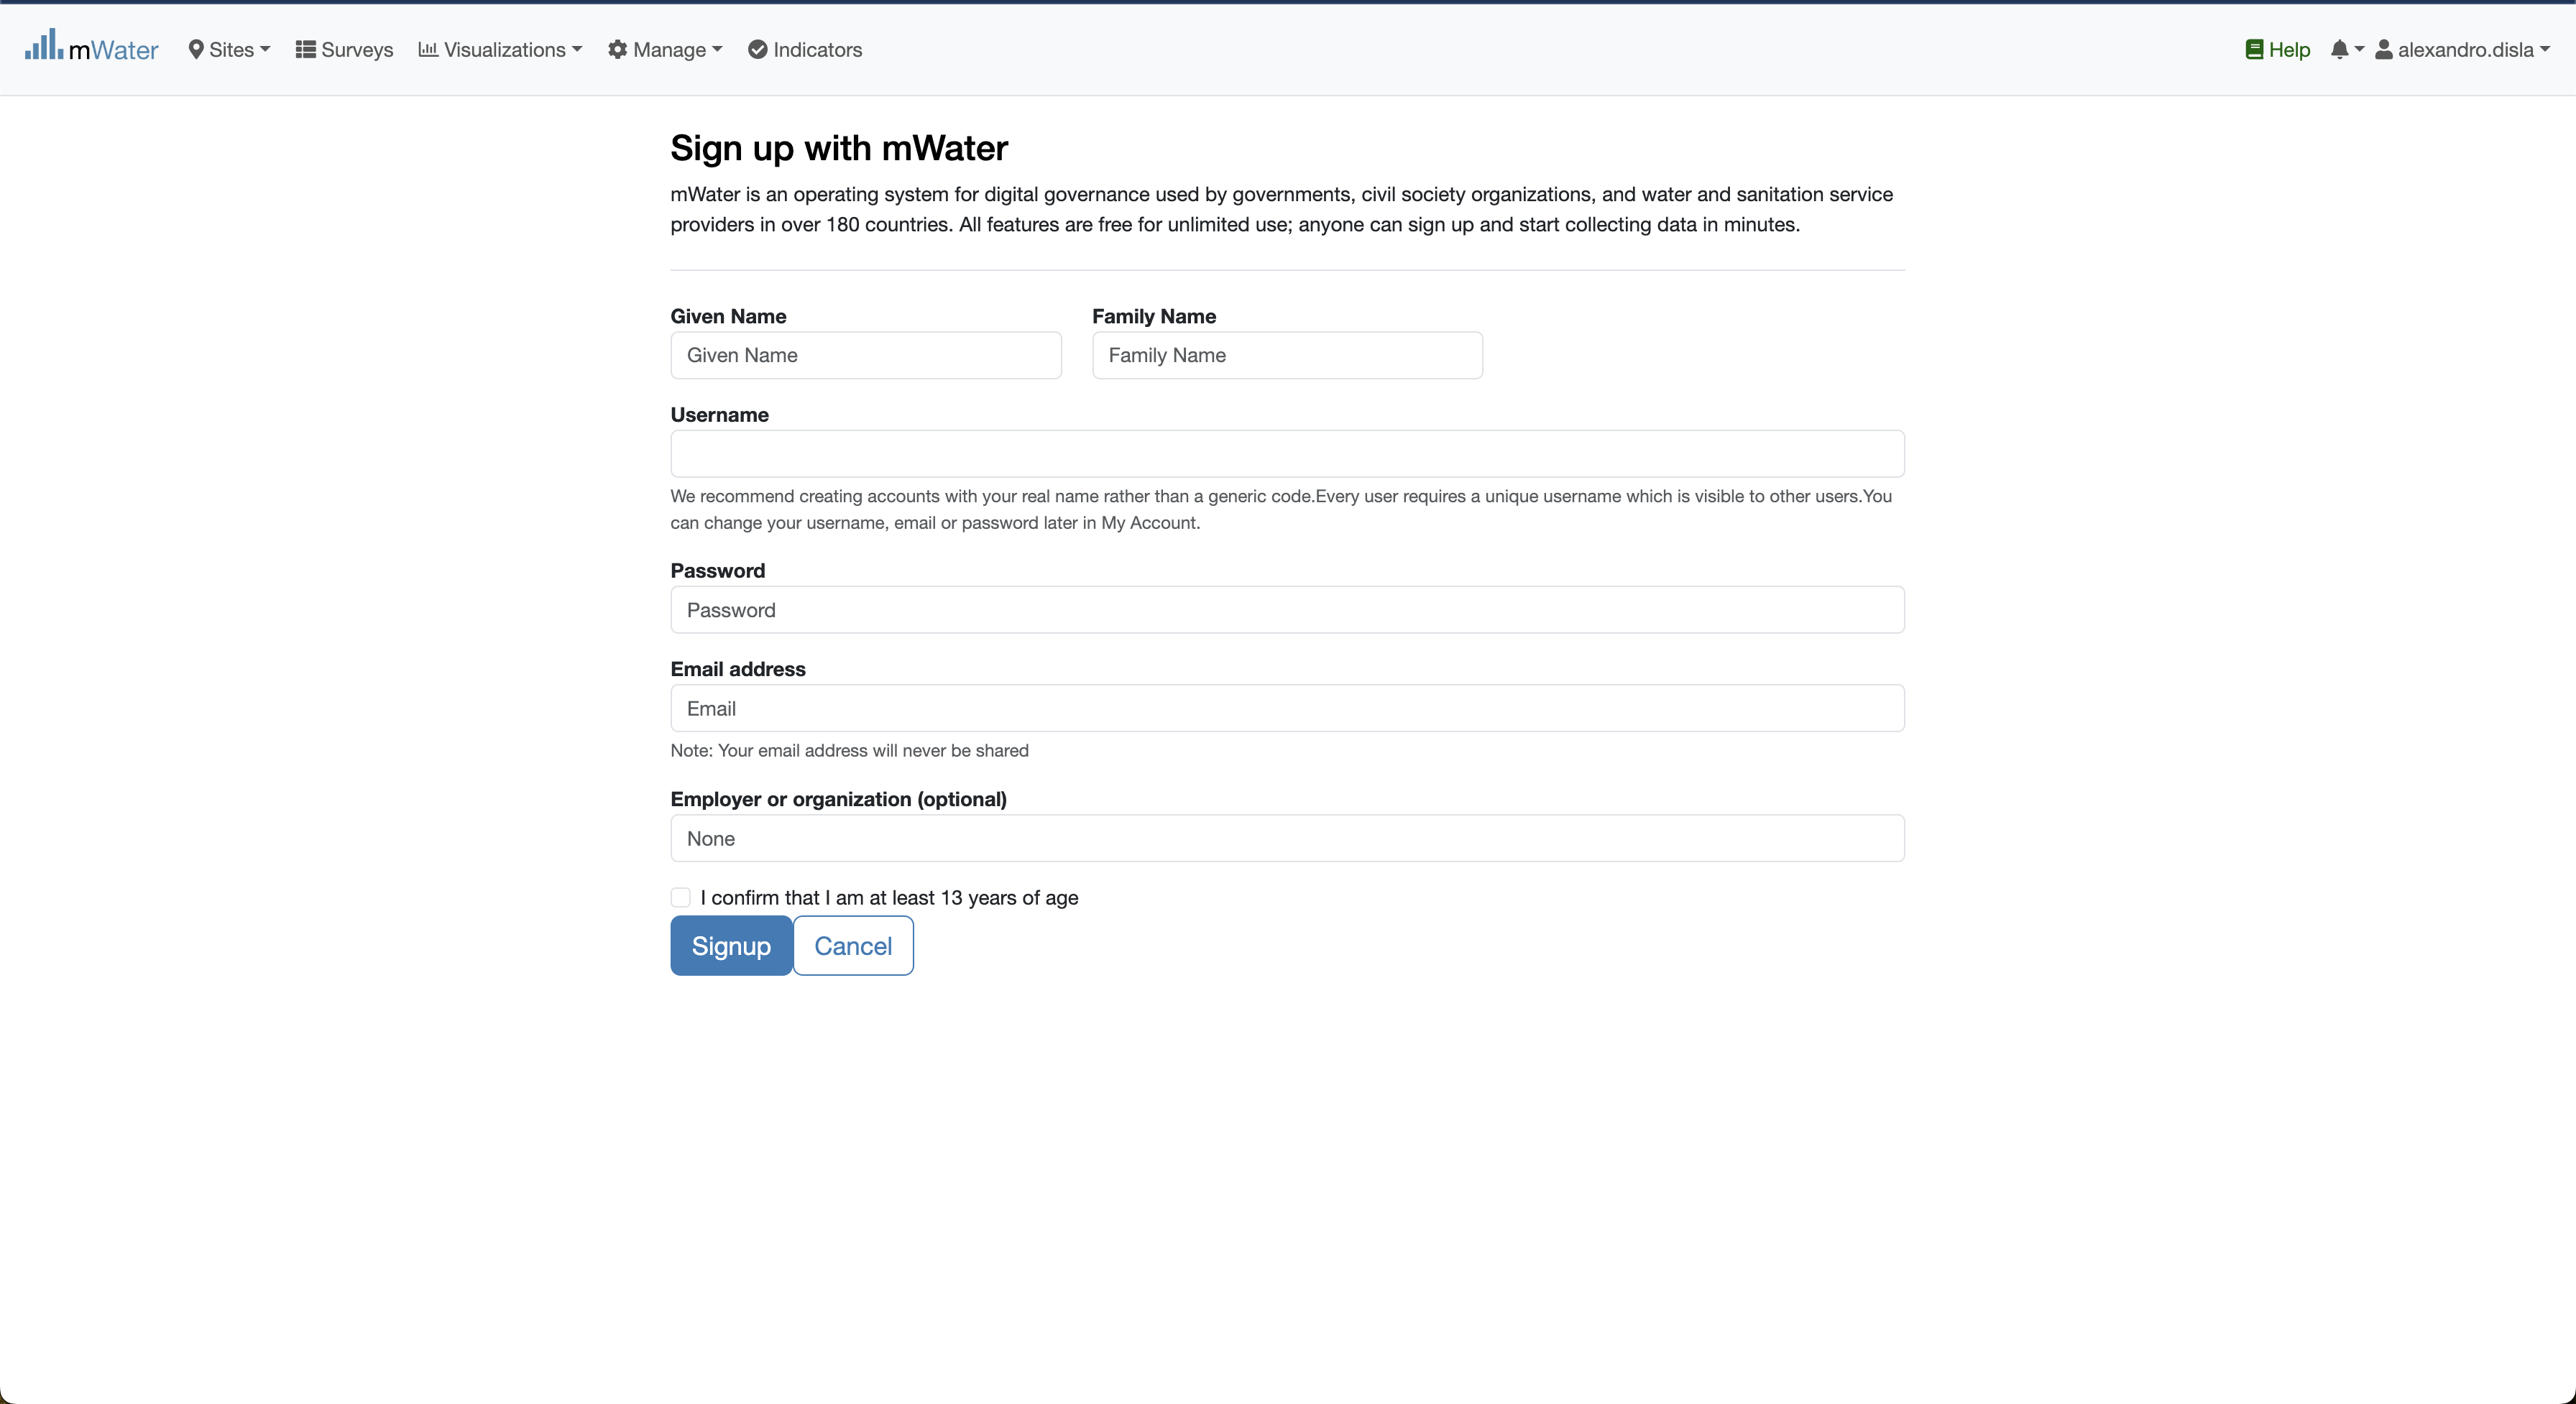 mWater Sites Surveys Visualizations Manage Indicators Help alexandro.disla
Sign up with mWater
mWater is an operating system for digital governance used by governments, civil society organizations, and water and sanitation service
providers in over 180 countries. All features are free for unlimited use; anyone can sign up and start collecting data in minutes.
Given Name Family Name
Given Name Family Name
Username
We recommend creating accounts with your real name rather than a generic code.Every user requires a unique username which is visible to other users.You
can change your username, email or password later in My Account.
Password
Password
Email address
Email
Note: Your email address will never be shared
Employer or organization (optional)
None
I confirm that I am at least 13 years of age
Signup Cancel